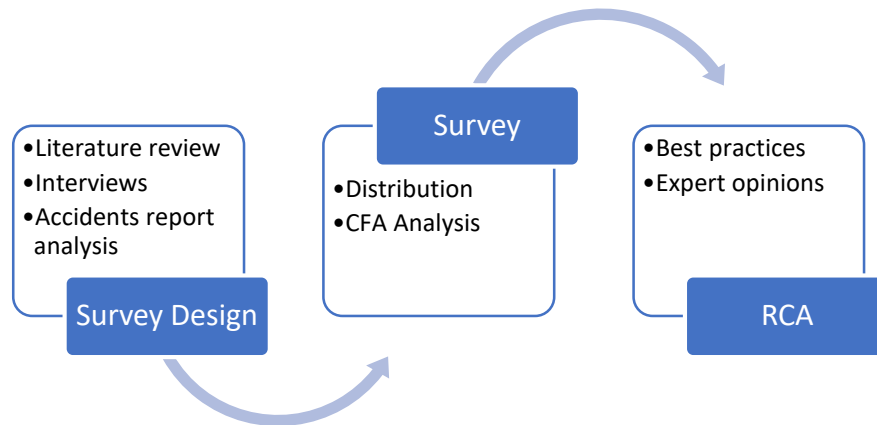 •Literature review
•Interviews
•Accidents report
analysis
Survey Design
Survey
•Distribution
•CFA Analysis
•Best practices
•Expert opinions
RCA